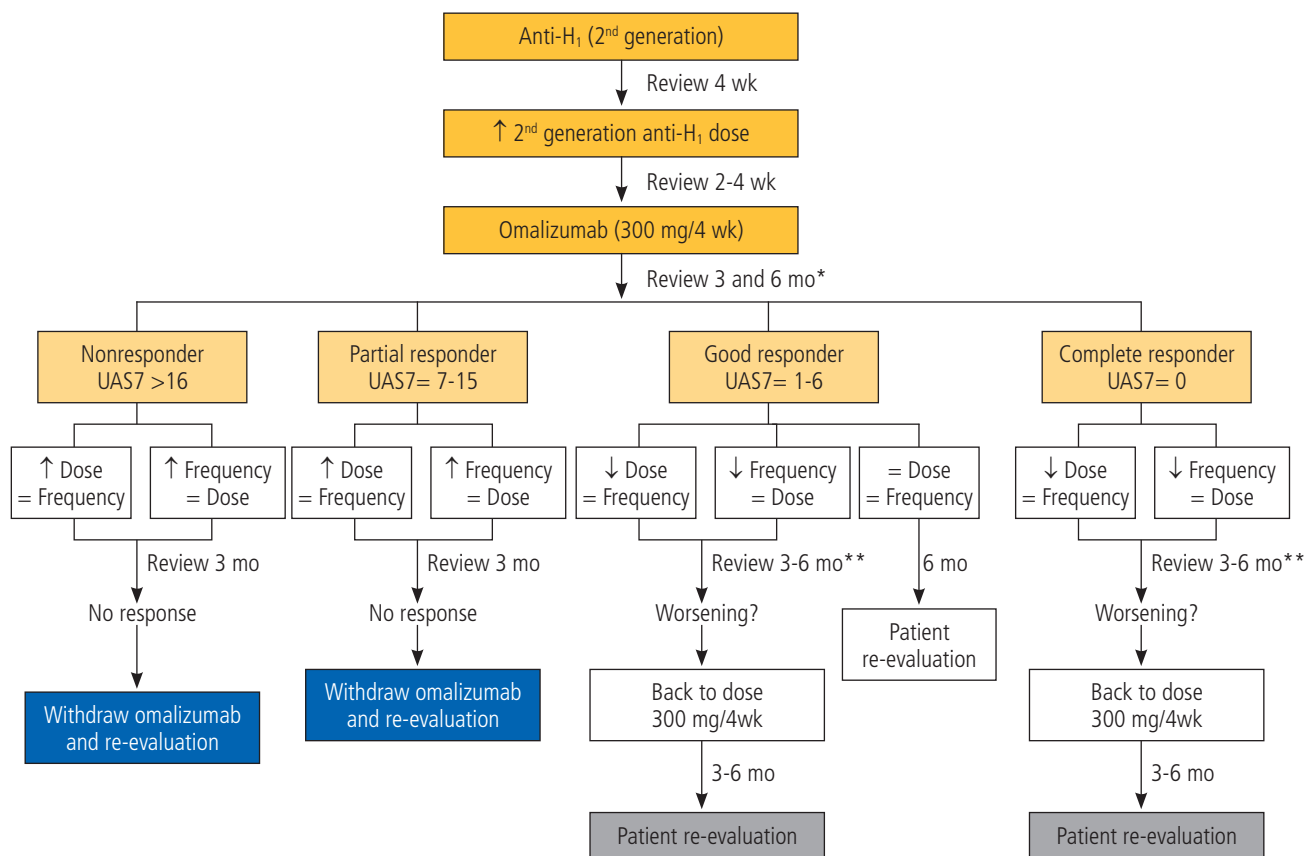 Anti-H₁ (2ⁿᵈ generation)
Review 4 wk
↑ 2ⁿᵈ generation anti-H₁ dose
Review 2-4 wk
Omalizumab (300 mg/4 wk)
Review 3 and 6 mo*
Nonresponder
UAS7 >16
Partial responder
UAS7= 7-15
Good responder
UAS7= 1-6
Complete responder
UAS7= 0
↑ Dose
= Frequency
↑ Frequency
= Dose
↑ Dose
= Frequency
↑ Frequency
= Dose
↓ Dose
= Frequency
↓ Frequency
= Dose
= Dose
= Frequency
↓ Dose
= Frequency
↓ Frequency
= Dose
Review 3 mo
Review 3 mo
Review 3-6 mo**
6 mo
Review 3-6 mo**
No response
No response
Worsening?
Patient
re-evaluation
Worsening?
Withdraw omalizumab
and re-evaluation
Withdraw omalizumab
and re-evaluation
Back to dose
300 mg/4wk
Back to dose
300 mg/4wk
3-6 mo
3-6 mo
Patient re-evaluation
Patient re-evaluation